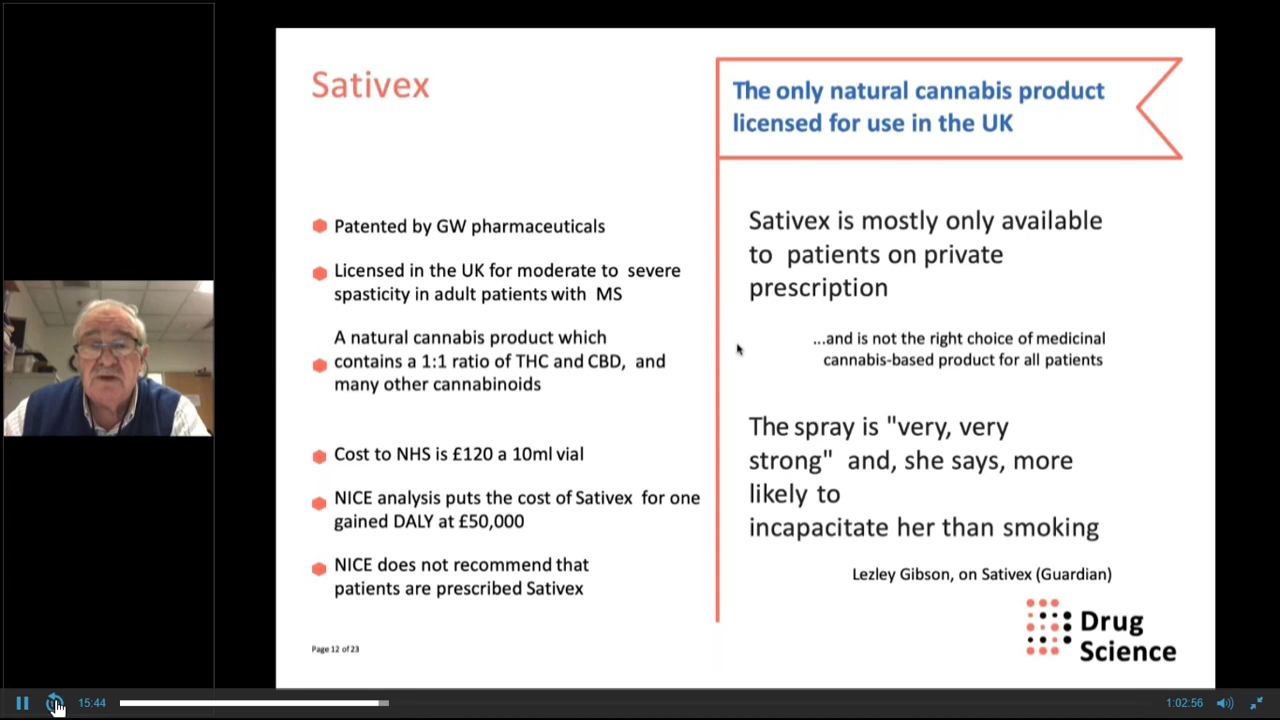 Sativex
The only natural cannabis product
licensed for use in the UK
Patented by GW pharmaceuticals
Licensed in the UK for moderate to severe
spasticity in adult patients with MS
A natural cannabis product which
contains a 1:1 ratio of THC and CBD, and
many other cannabinoids
Cost to NHS is £120 a 10ml vial
NICE analysis puts the cost of Sativex for one
gained DALY at £50,000
NICE does not recommend that
patients are prescribed Sativex
Sativex is mostly only available
to patients on private
prescription
...and is not the right choice of medicinal
cannabis-based product for all patients
The spray is "very, very
strong" and, she says, more
likely to
incapacitate her than smoking
Lezley Gibson, on Sativex (Guardian)
Drug
Science
Page 12 of 23
15:44
1:02:56